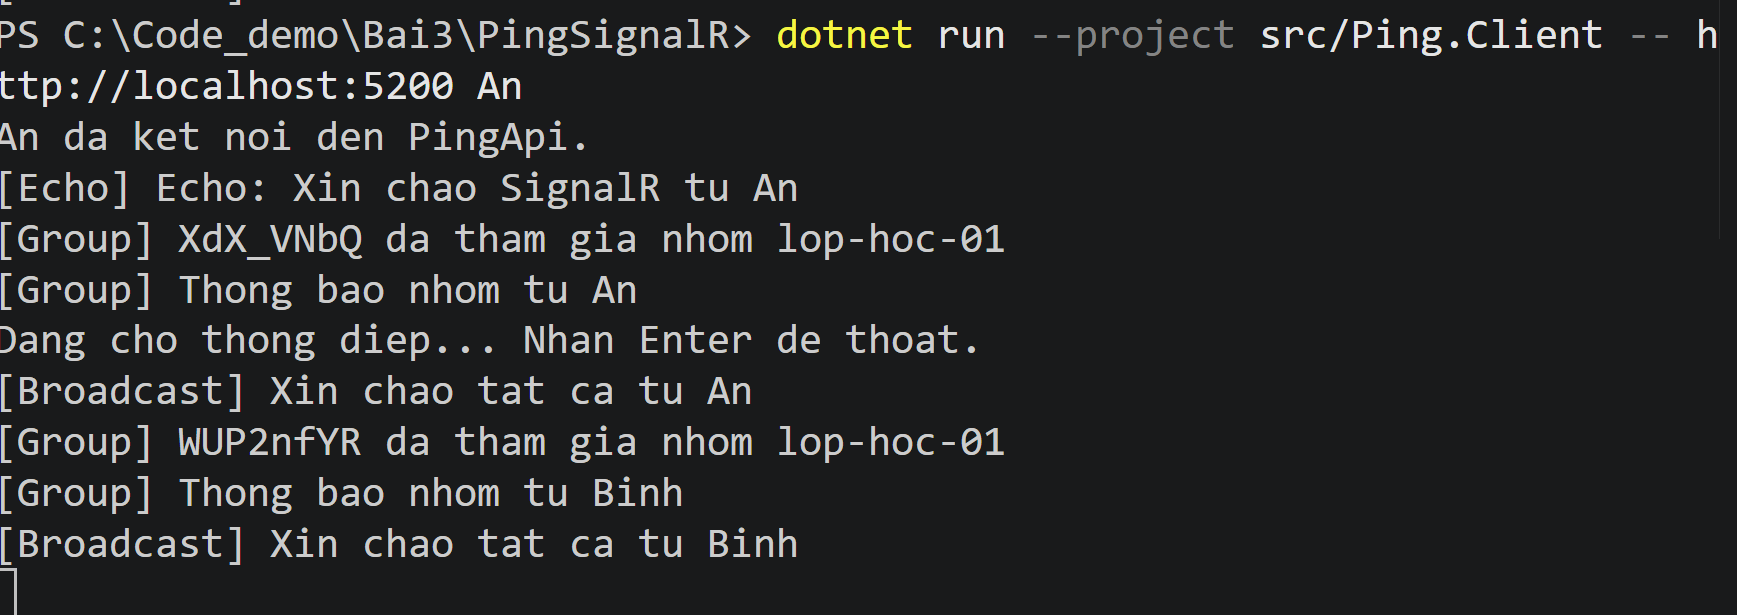 PS C:\Code_demo\Bai3\PingSignalR> dotnet run --project src/Ping.Client -- h
ttp://localhost:5200 An
An da ket noi den PingApi.
[Echo] Echo: Xin chao SignalR tu An
[Group] XdX_VNbQ da tham gia nhom lop-hoc-01
[Group] Thong bao nhom tu An
Dang cho thong diep... Nhan Enter de thoat.
[Broadcast] Xin chao tat ca tu An
[Group] WUP2nfYR da tham gia nhom lop-hoc-01
[Group] Thong bao nhom tu Binh
[Broadcast] Xin chao tat ca tu Binh